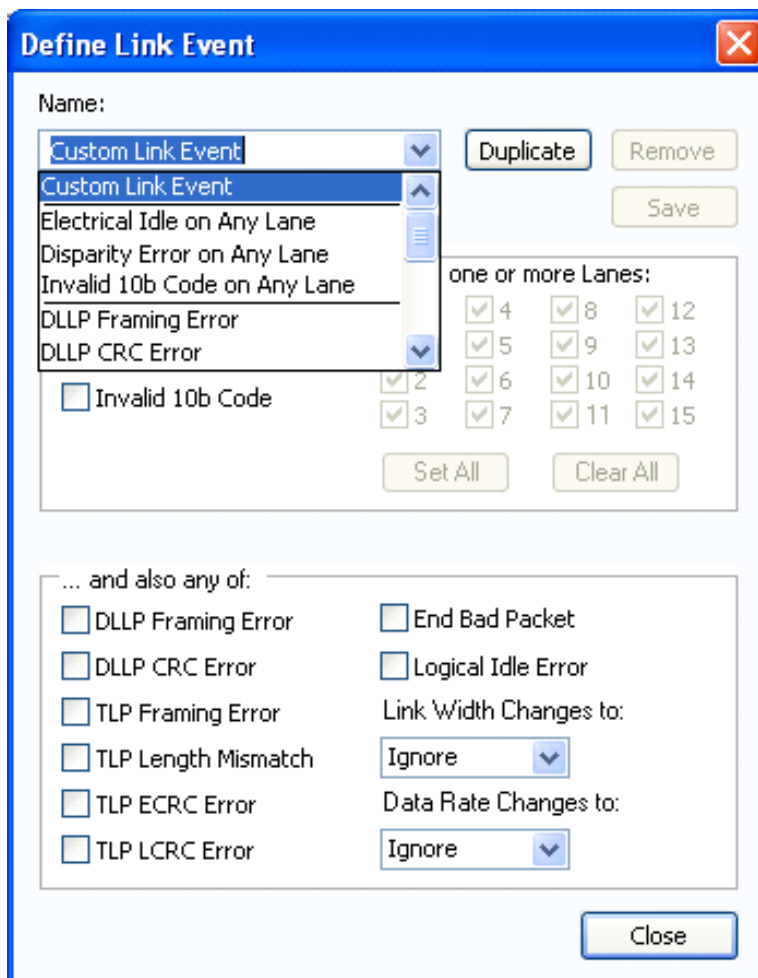 Define Link Event
Name:
Custom Link Event
Duplicate
Remove
Custom Link Event
Save
Electrical Idle on Any Lane
Disparity Error on Any Lane
Invalid 10b Code on Any Lane
DLLP Framing Error
DLLP CRC Error
one or more Lanes:
4 8 12
5 9 13
Invalid 10b Code
2 6 10 14
3 7 11 15
Set All
Clear All
... and also any of:
DLLP Framing Error
DLLP CRC Error
TLP Framing Error
TLP Length Mismatch
TLP ECRC Error
TLP LCRC Error
End Bad Packet
Logical Idle Error
Link Width Changes to:
Ignore
Data Rate Changes to:
Ignore
Close